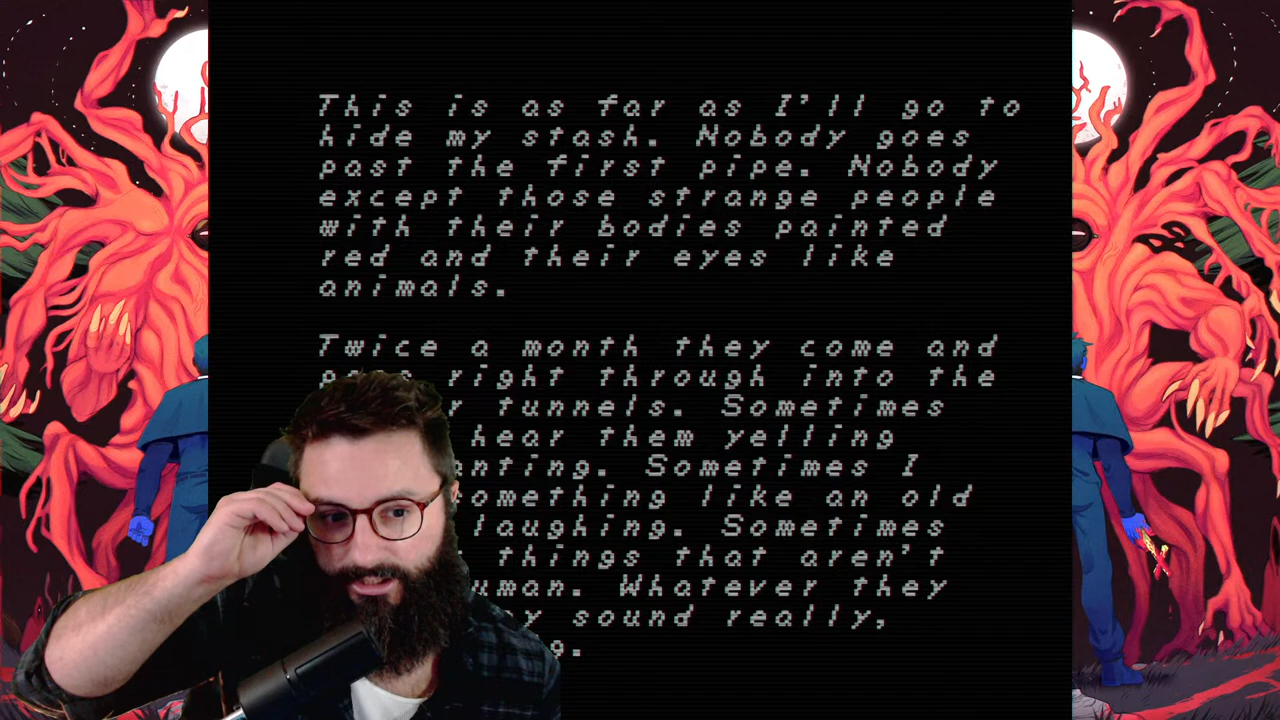 This is as far as I'll go to
hide my stash. Nobody goes
past the first pipe. Nobody
except those strange people
with their bodies painted
red and their eyes like
animals.
Twice a month they come and
right through into the
tunnels. Sometimes
hear them yelling
Sometimes I
something like an old
laughing. Sometimes
things that aren't
Whatever they
sound really,